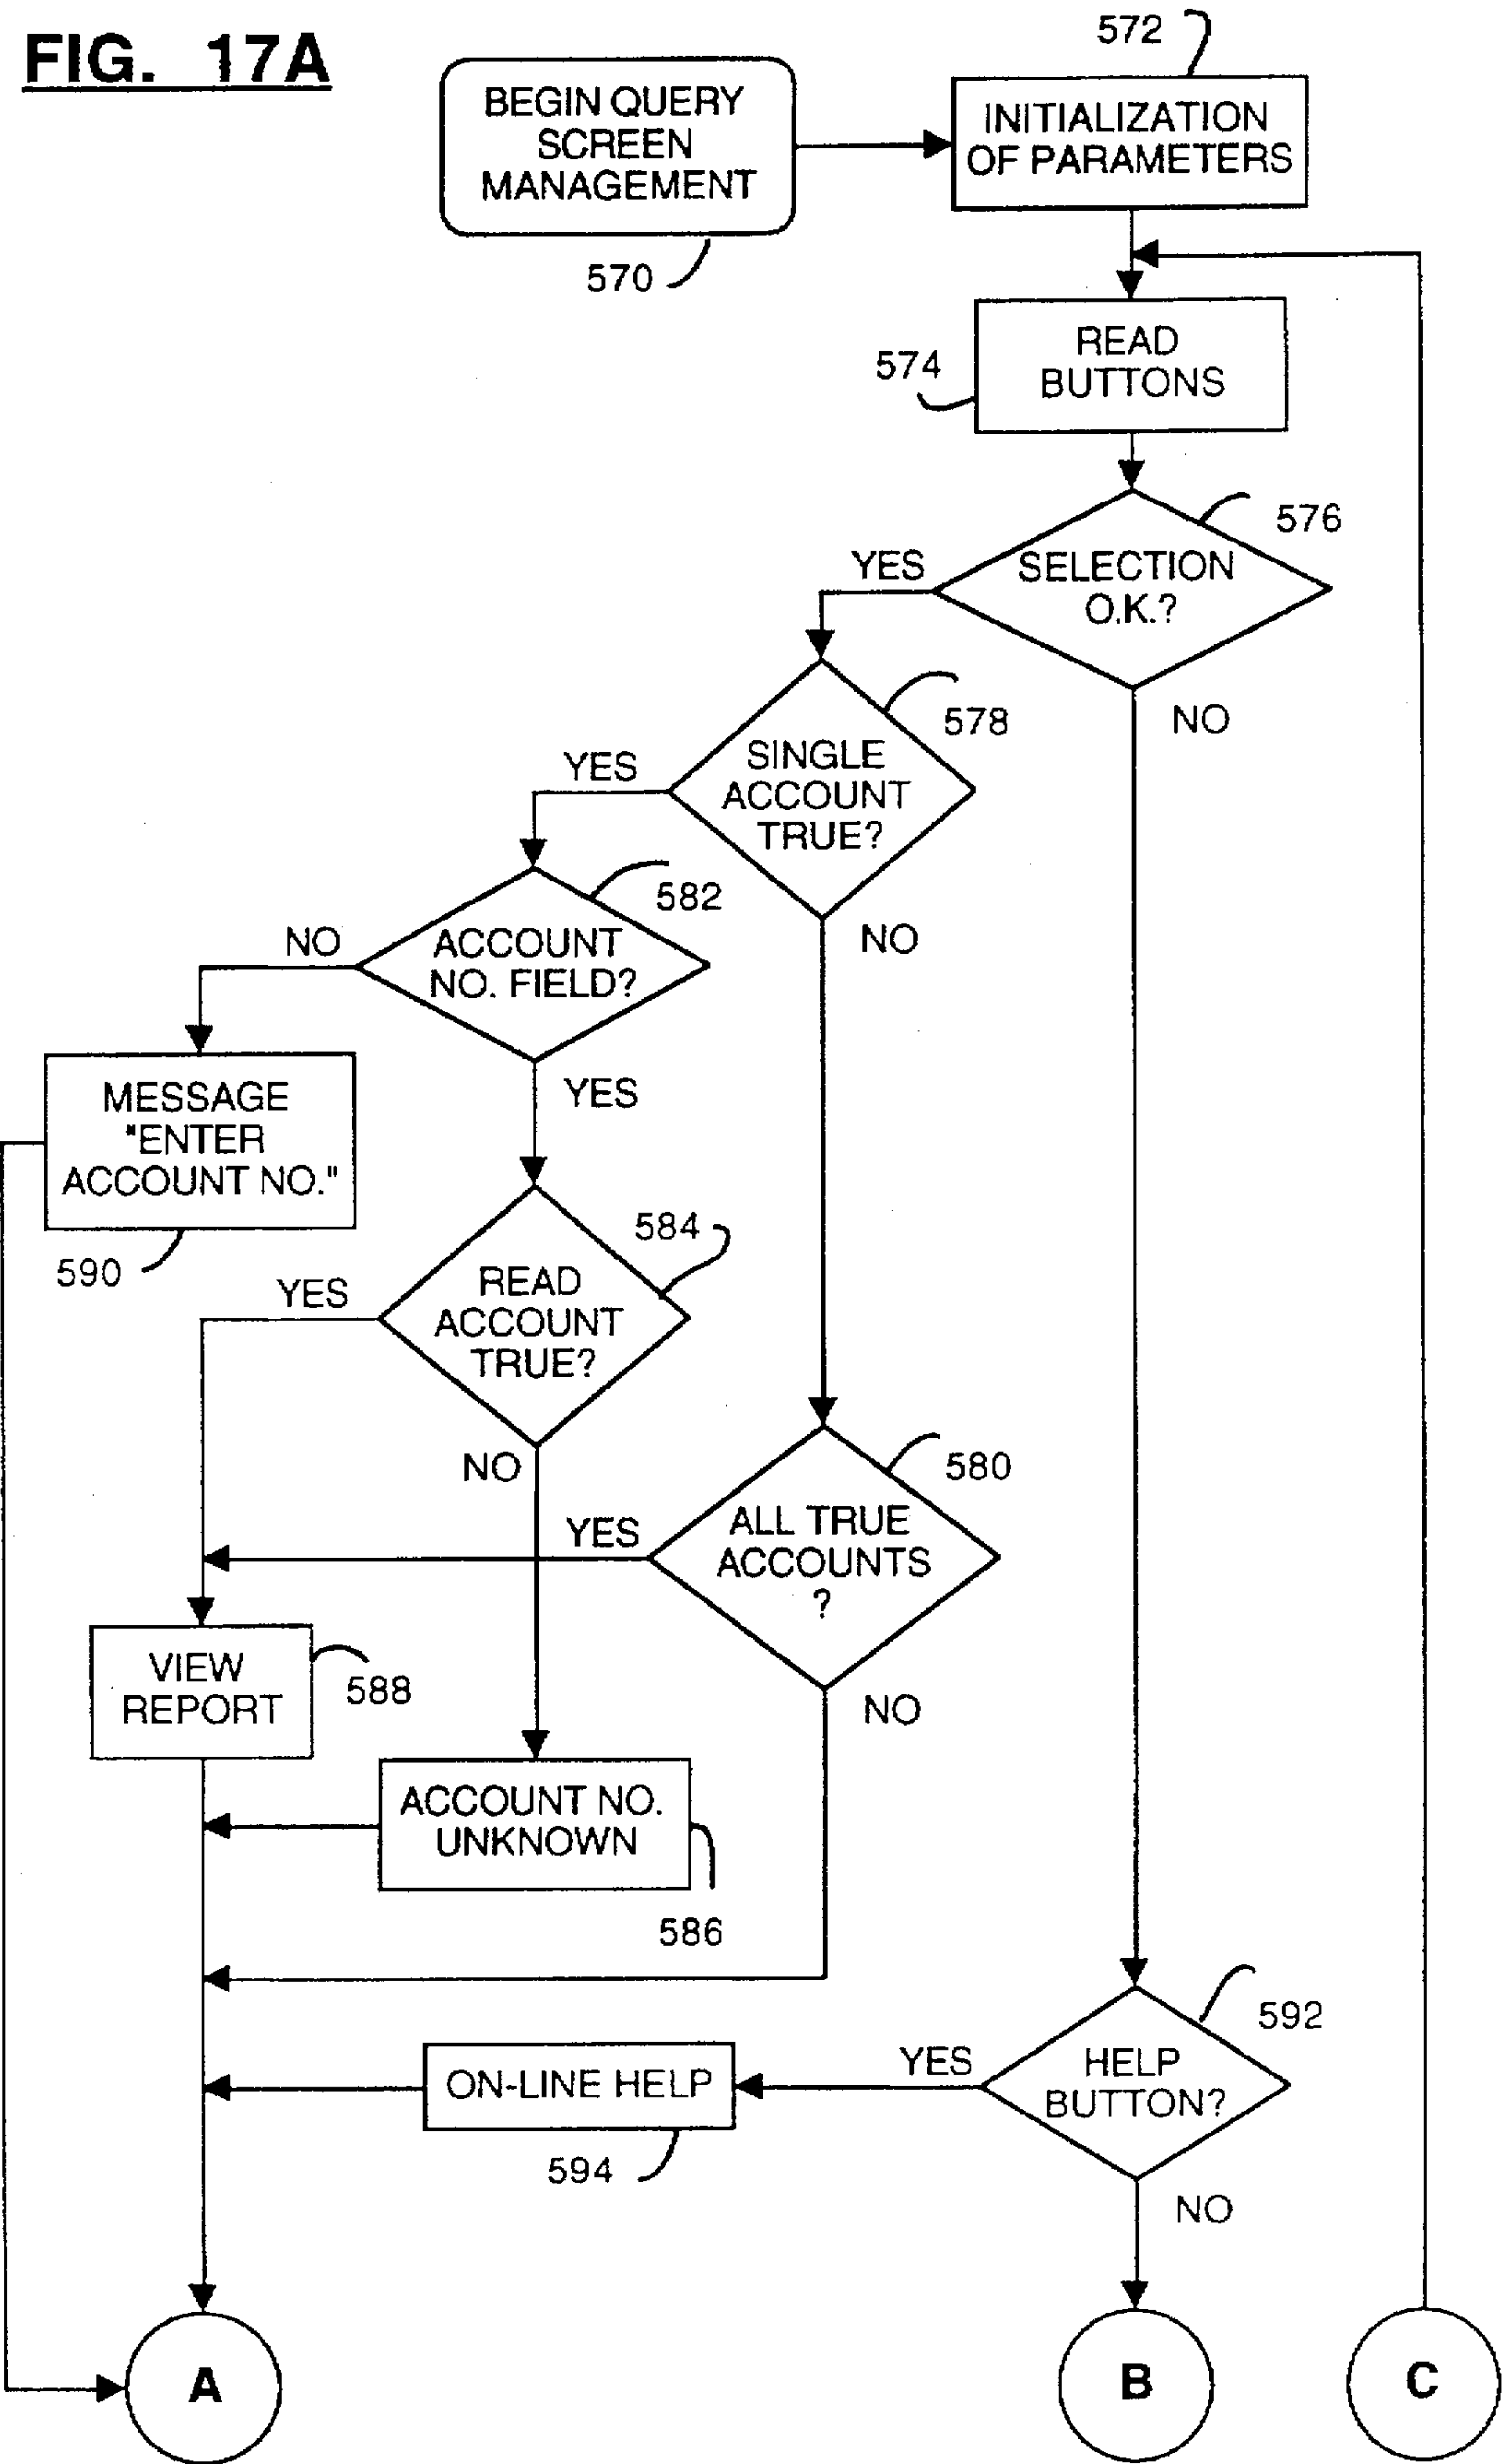 FIG. 17A
572
BEGIN QUERY
SCREEN
MANAGEMENT
INITIALIZATION
OF PARAMETERS
570
READ
BUTTONS
574
576
SELECTION
O.K.?
YES
NO
578
SINGLE
ACCOUNT
TRUE?
YES
NO
582
ACCOUNT
NO. FIELD?
NO
YES
MESSAGE
"ENTER
ACCOUNT NO."
590
584
READ
ACCOUNT
TRUE?
YES
NO
580
ALL TRUE
ACCOUNTS
?
YES
NO
VIEW
REPORT
588
ACCOUNT NO.
UNKNOWN
586
592
HELP
BUTTON?
YES
ON-LINE HELP
594
NO
A
B
C